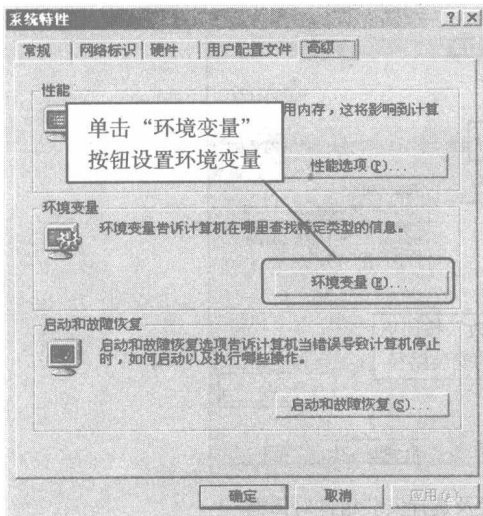 系统特性
常规 网络标识 硬件 用户配置文件 高级
性能
用内存，这将影响到计算
单击“环境变量”
按钮设置环境变量
性能选项(P)...
环境变量
环境变量告诉计算机在哪里查找特定类型的信息。
环境变量(E)...
启动和故障恢复
启动和故障恢复选项告诉计算机当错误导致计算机停止
时，如何启动以及执行哪些操作。
启动和故障恢复(S)...
确定 取消 应用(A)